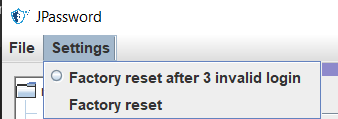 JPassword
File Settings
Factory reset after 3 invalid login
Factory reset